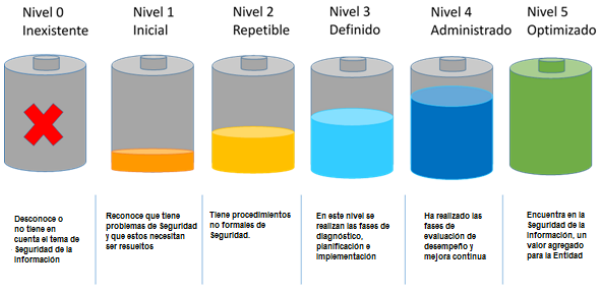 Nivel 0
Inexistente
Nivel 1
Inicial
Nivel 2
Repetible
Nivel 3
Definido
Nivel 4
Administrado
Nivel 5
Optimizado
Desconoce o
no tiene en
cuenta el tema de
Seguridad de la
Información
Reconoce que tiene
problemas de Seguridad
y que estos necesitan
ser resueltos
Tiene procedimientos
no formales de
Seguridad.
En este nivel se
realizan las fases de
diagnóstico,
planificación e
implementación
Ha realizado las
fases de
evaluación de
desempeño y
mejora continua
Encuentra en la
Seguridad de la
Información, un
valor agregado
para la Entidad